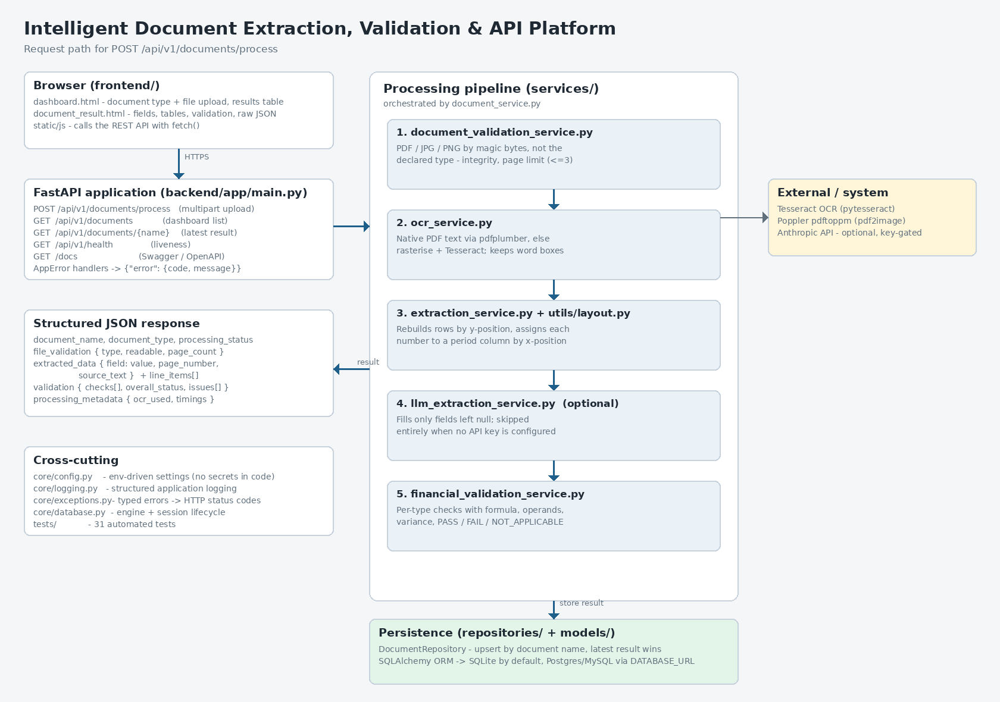 Intelligent Document Extraction, Validation & API Platform
Request path for POST /api/v1/documents/process
Browser (frontend/)
dashboard.html - document type + file upload, results table
document_result.html - fields, tables, validation, raw JSON
static/js - calls the REST API with fetch()
HTTPS
FastAPI application (backend/app/main.py)
POST /api/v1/documents/process (multipart upload)
GET /api/v1/documents (dashboard list)
GET /api/v1/documents/{name} (latest result)
GET /api/v1/health (liveness)
GET /docs (Swagger / OpenAPI)
AppError handlers -> {"error": {code, message}}
Structured JSON response
document_name, document_type, processing_status
file_validation { type, readable, page_count }
extracted_data { field: value, page_number,
source_text } + line_items[]
validation { checks[], overall_status, issues[] }
processing_metadata { ocr_used, timings }
result
Cross-cutting
core/config.py - env-driven settings (no secrets in code)
core/logging.py - structured application logging
core/exceptions.py- typed errors -> HTTP status codes
core/database.py - engine + session lifecycle
tests/ - 31 automated tests
Processing pipeline (services/)
orchestrated by document_service.py
1. document_validation_service.py
PDF / JPG / PNG by magic bytes, not the
declared type - integrity, page limit (<=3)
2. ocr_service.py
Native PDF text via pdfplumber, else
rasterise + Tesseract; keeps word boxes
3. extraction_service.py + utils/layout.py
Rebuilds rows by y-position, assigns each
number to a period column by x-position
4. llm_extraction_service.py (optional)
Fills only fields left null; skipped
entirely when no API key is configured
5. financial_validation_service.py
Per-type checks with formula, operands,
variance, PASS / FAIL / NOT_APPLICABLE
External / system
Tesseract OCR (pytesseract)
Poppler pdftoppm (pdf2image)
Anthropic API - optional, key-gated
store result
Persistence (repositories/ + models/)
DocumentRepository - upsert by document name, latest result wins
SQLAlchemy ORM -> SQLite by default, Postgres/MySQL via DATABASE_URL